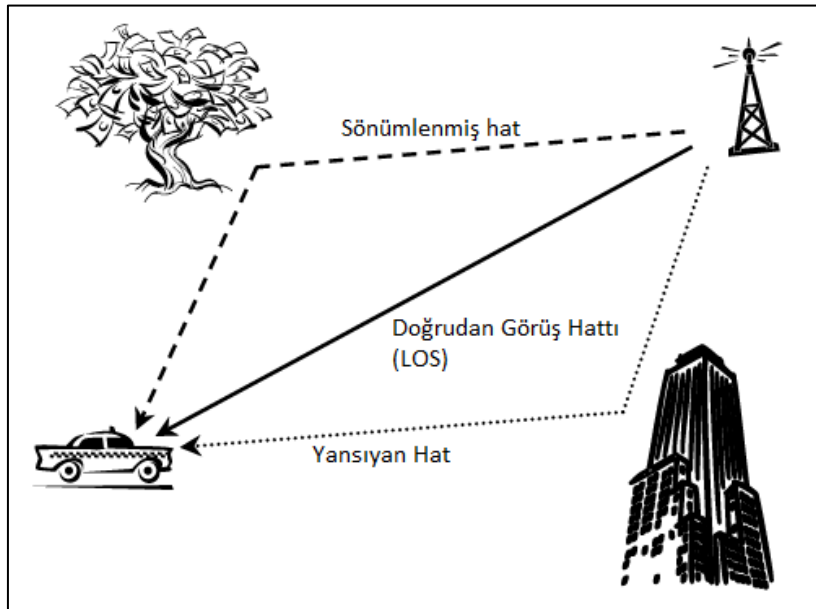 Sönümlenmiş hat
Doğrudan Görüş Hattı
(LOS)
Yansıyan Hat